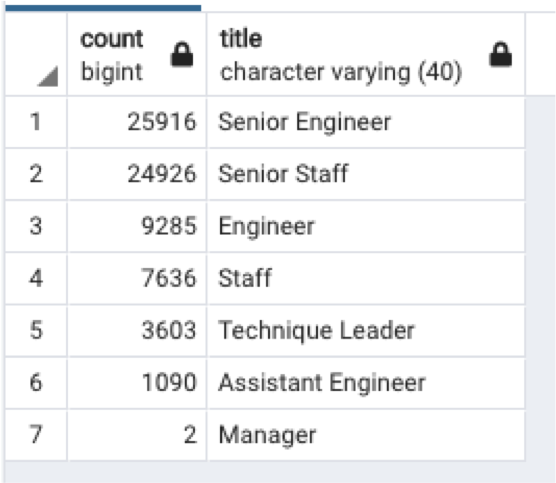 count title
bigint character varying (40)
1 25916 Senior Engineer
2 24926 Senior Staff
3 9285 Engineer
4 7636 Staff
5 3603 Technique Leader
6 1090 Assistant Engineer
7 2 Manager